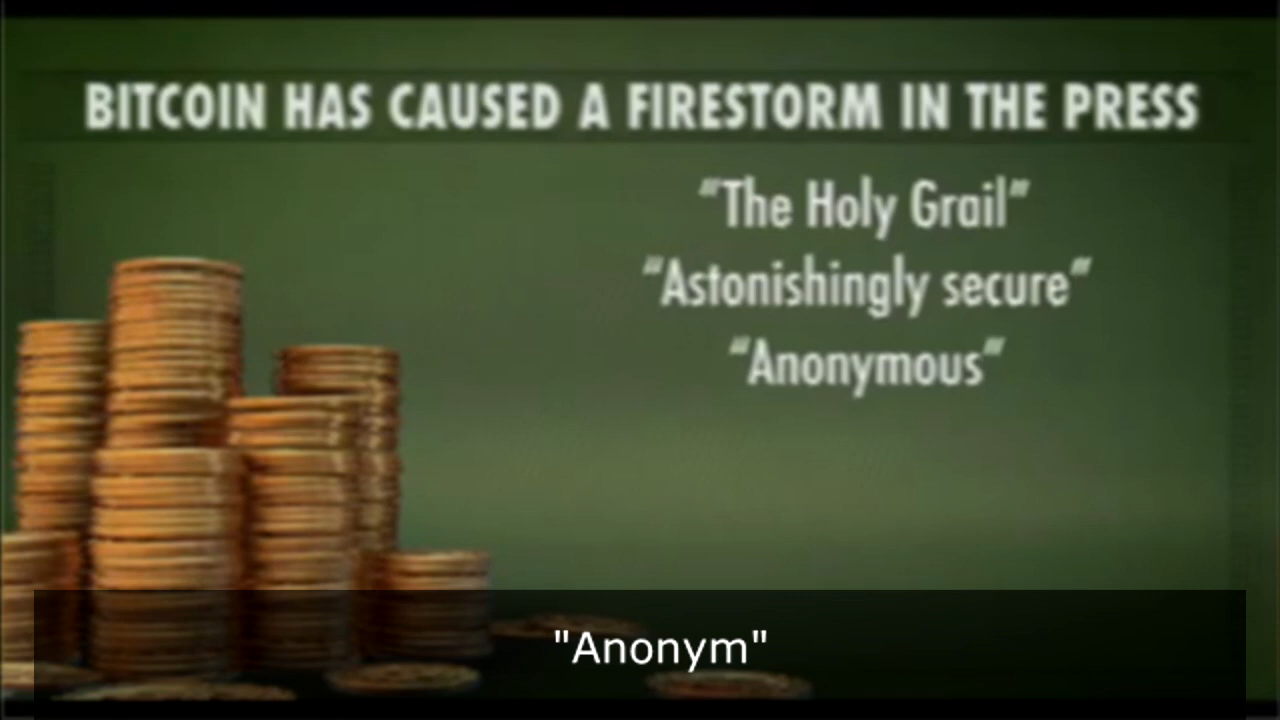 BITCOIN HAS CAUSED A FIRESTORM IN THE PRESS
“The Holy Grail”
“Astonishingly secure“
“Anonymous“
"Anonym"